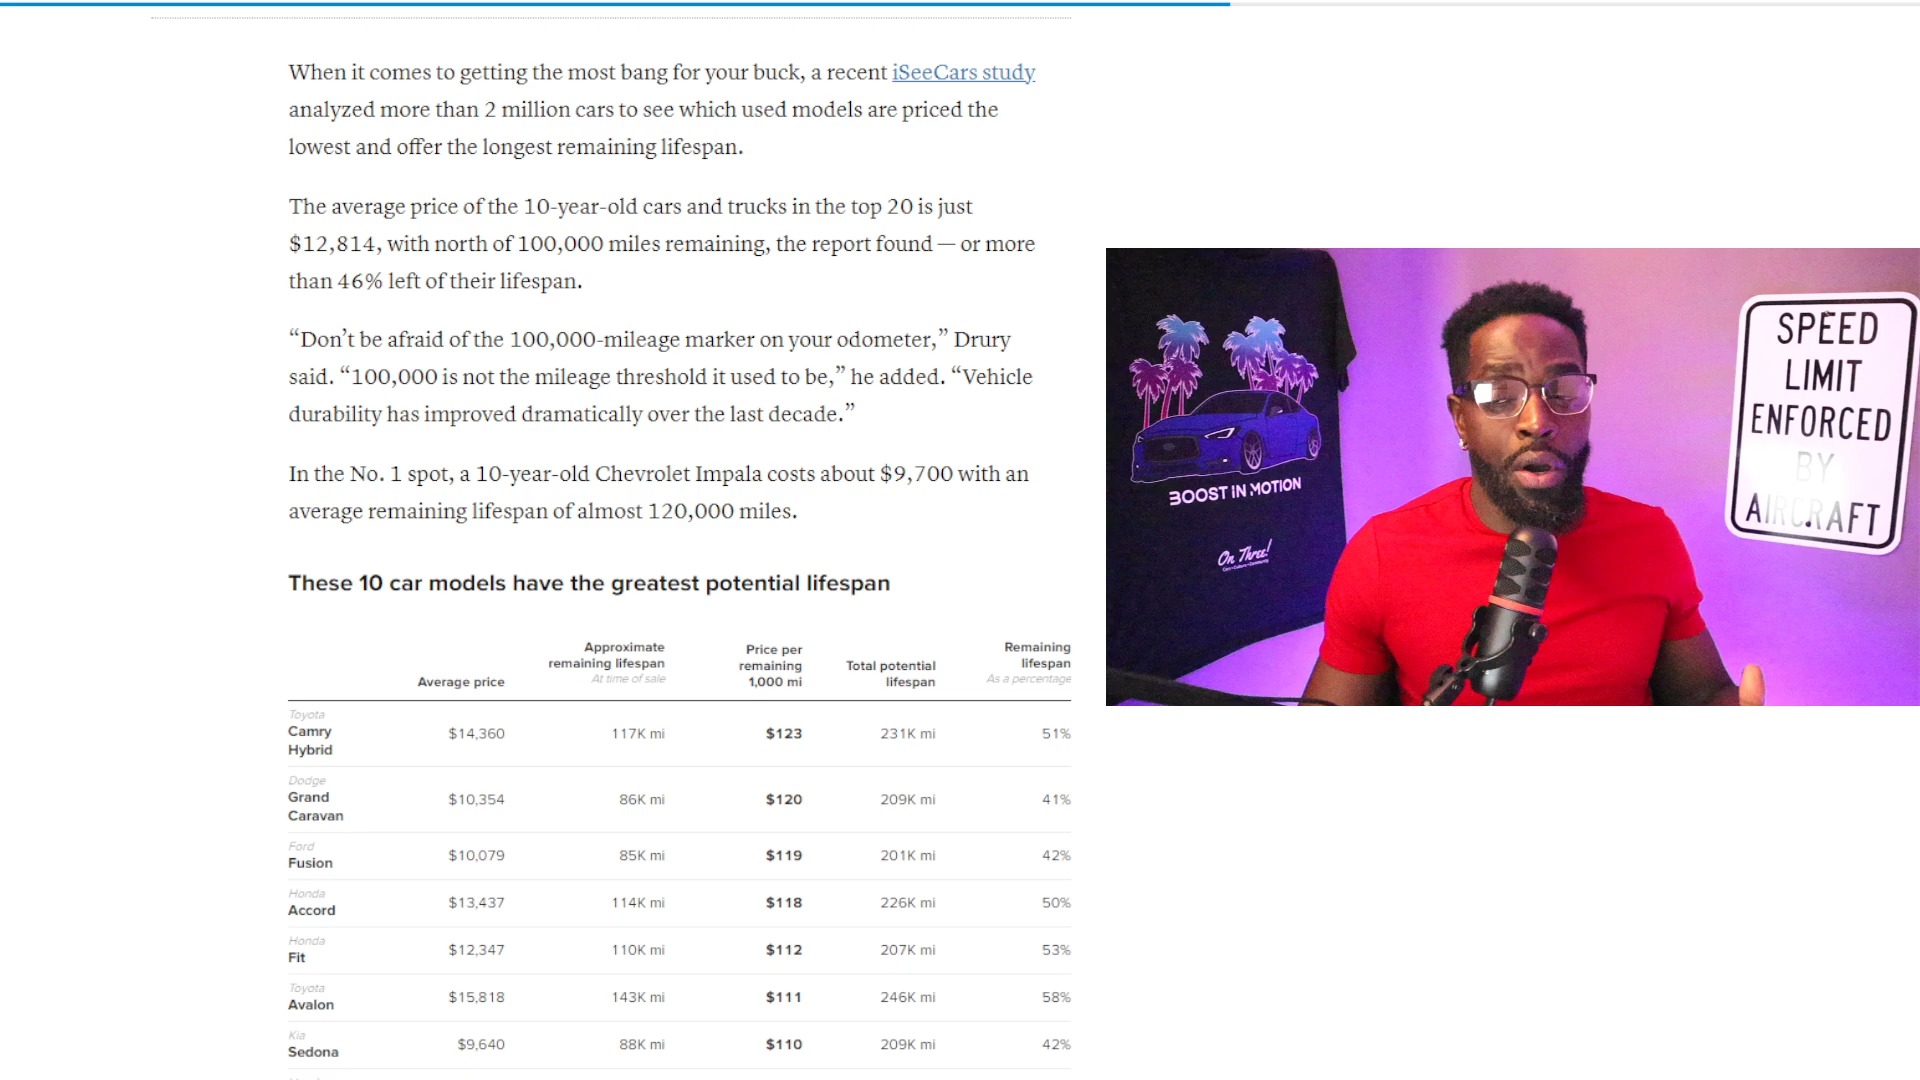 When it comes to getting the most bang for your buck, a recent iSeeCars study
analyzed more than 2 million cars to see which used models are priced the
lowest and offer the longest remaining lifespan.
The average price of the 10-year-old cars and trucks in the top 20 is just
$12,814, with north of 100,000 miles remaining, the report found — or more
than 46% left of their lifespan.
“Don’t be afraid of the 100,000-mileage marker on your odometer,” Drury
said. “100,000 is not the mileage threshold it used to be,” he added. “Vehicle
durability has improved dramatically over the last decade.”
In the No. 1 spot, a 10-year-old Chevrolet Impala costs about $9,700 with an
average remaining lifespan of almost 120,000 miles.
These 10 car models have the greatest potential lifespan
Average price
Approximate
remaining lifespan
At time of sale
Price per
remaining
1,000 mi
Total potential
lifespan
Remaining
lifespan
As a percentage
Toyota
Camry
Hybrid
$14,360 117K mi $123 231K mi 51%
Dodge
Grand
Caravan
$10,354 86K mi $120 209K mi 41%
Ford
Fusion
$10,079 85K mi $119 201K mi 42%
Honda
Accord
$13,437 114K mi $118 226K mi 50%
Honda
Fit
$12,347 110K mi $112 207K mi 53%
Toyota
Avalon
$15,818 143K mi $111 246K mi 58%
Kia
Sedona
$9,640 88K mi $110 209K mi 42%
BOOST IN MOTION
On Three!
SPEED
LIMIT
ENFORCED
BY
AIRCRAFT